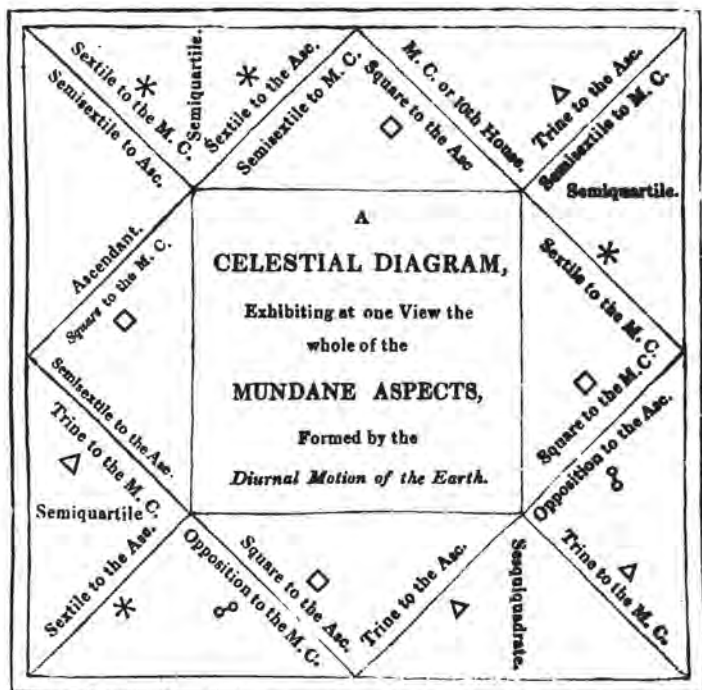 Sextile to the M. C.
Semisextile to Asc.
Semiquartile.
Sextile to the Asc.
Semisextile to M. C.
M. C. or 10th House.
Square to the Asc
Trine to the Asc.
Semisextile to M. C.
Semiquartile.
Sextile to the M. C.
Ascendant.
Square to the M. C.
A
CELESTIAL DIAGRAM,
Exhibiting at one View the
whole of the
MUNDANE ASPECTS,
Formed by the
Diurnal Motion of the Earth.
Square to the M. C.
Opposition to the Asc.
Semisextile to the Asc.
Trine to the M. C.
Semiquartile
Sextile to the Asc.
Opposition to the M. C.
Square to the Asc.
Trine to the Asc.
Sesquiquadrate.
Trine to the M. C.